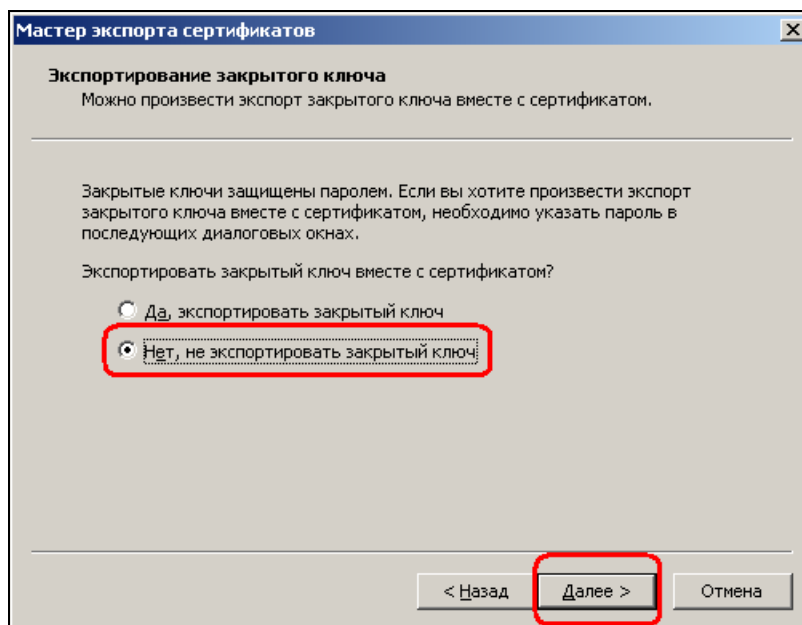 Мастер экспорта сертификатов
Экспортирование закрытого ключа
Можно произвести экспорт закрытого ключа вместе с сертификатом.
Закрытые ключи защищены паролем. Если вы хотите произвести экспорт
закрытого ключа вместе с сертификатом, необходимо указать пароль в
последующих диалоговых окнах.
Экспортировать закрытый ключ вместе с сертификатом?
Да, экспортировать закрытый ключ
Нет, не экспортировать закрытый ключ
< Назад Далее > Отмена